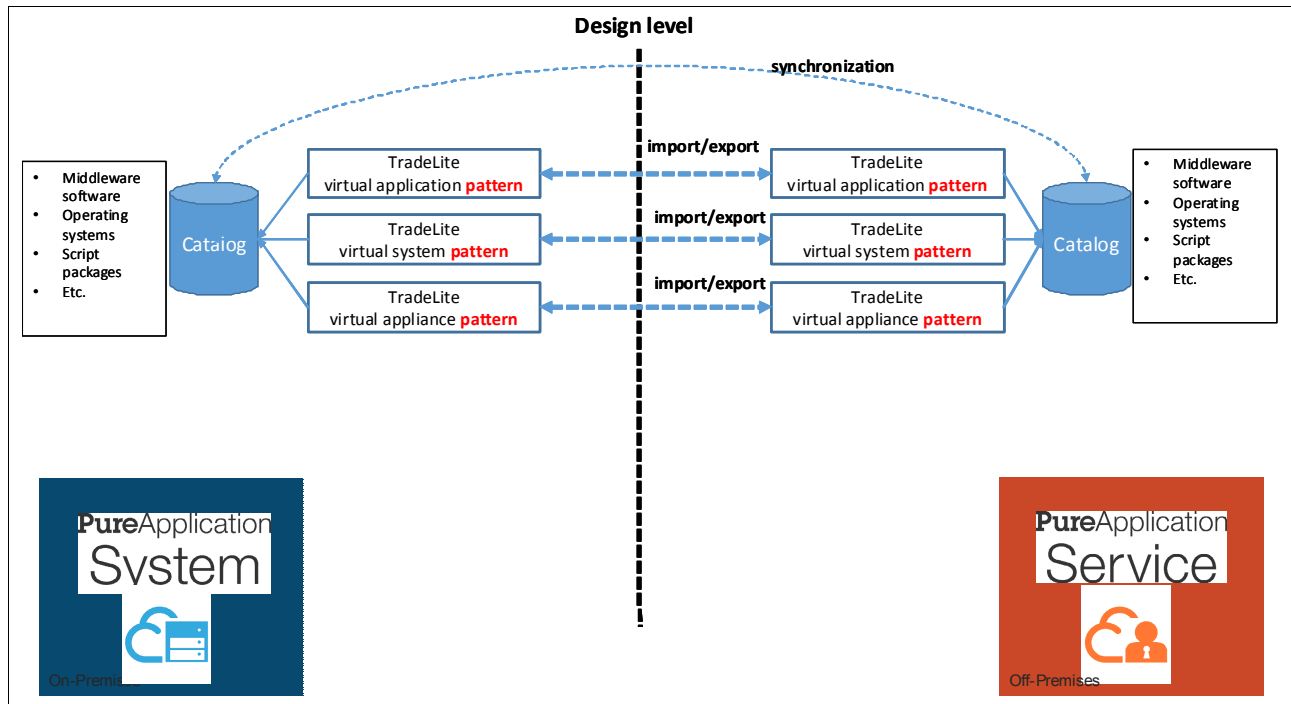 Design level
synchronization
• Middleware
software
• Operating
systems
• Script
packages
• Etc.
Catalog
TradeLite
virtual application pattern
TradeLite
virtual system pattern
TradeLite
virtual appliance pattern
import/export
import/export
import/export
TradeLite
virtual application pattern
TradeLite
virtual system pattern
TradeLite
virtual appliance pattern
Catalog
• Middleware
software
• Operating
systems
• Script
packages
• Etc.
PureApplication
System
On-Premises
PureApplication
Service
Off-Premises